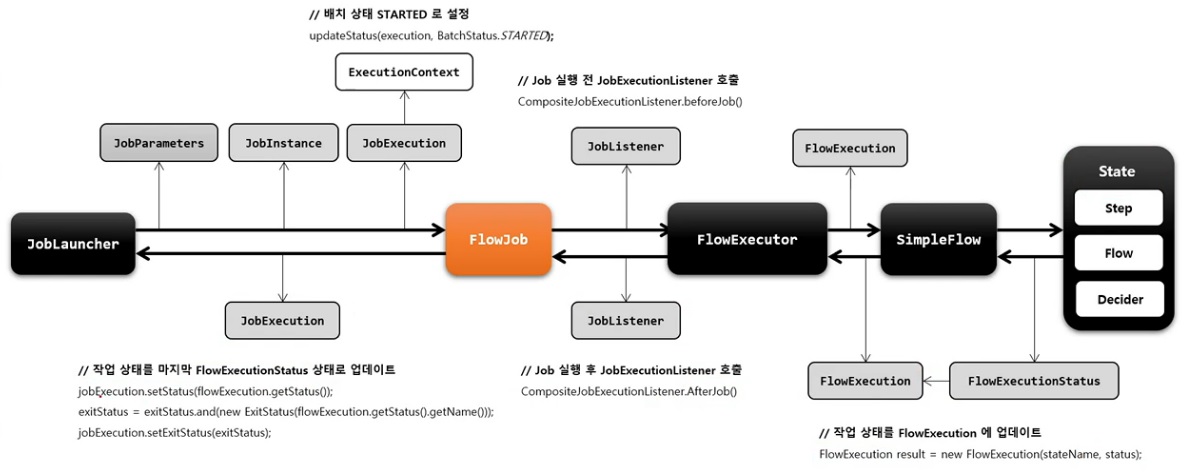 // 배치 상태 STARTED 로 설정
updateStatus(execution, BatchStatus.STARTED);
ExecutionContext
// Job 실행 전 JobExecutionListener 호출
CompositeJobExecutionListener.beforeJob()
JobParameters
JobInstance
JobExecution
JobListener
FlowExecution
State
Step
Flow
Decider
JobLauncher
FlowJob
FlowExecutor
SimpleFlow
JobExecution
JobListener
// 작업 상태를 마지막 FlowExecutionStatus 상태로 업데이트
jobExecution.setStatus(flowExecution.getStatus());
exitStatus = exitStatus.and(new ExitStatus(flowExecution.getStatus().getName()));
jobExecution.setExitStatus(exitStatus);
// Job 실행 후 JobExecutionListener 호출
CompositeJobExecutionListener.AfterJob()
FlowExecution
FlowExecutionStatus
// 작업 상태를 FlowExecution 에 업데이트
FlowExecution result = new FlowExecution(stateName, status);